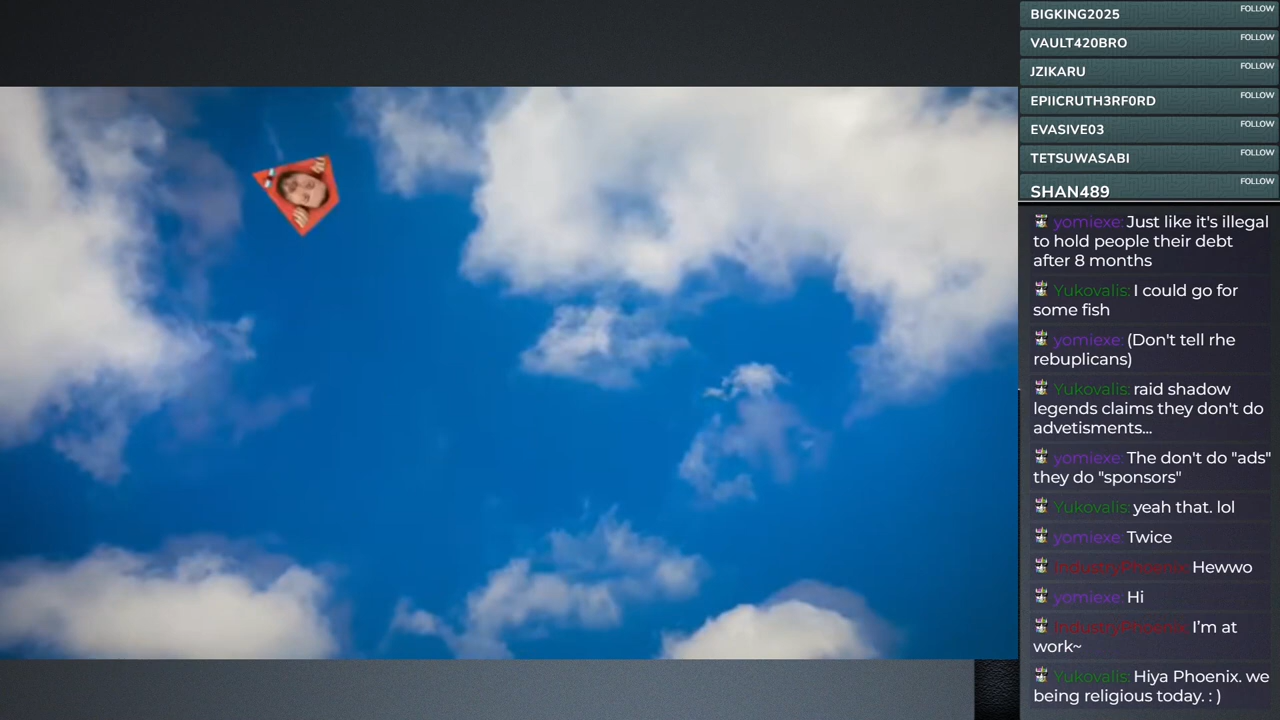 BIGKING2025 FOLLOW
VAULT420BRO FOLLOW
JZIKARU FOLLOW
EPIICRUTH3RF0RD FOLLOW
EVASIVE03 FOLLOW
TETSUWASABI FOLLOW
SHAN489 FOLLOW
yomiexe: Just like it's illegal
to hold people their debt
after 8 months
Yukovalis: I could go for
some fish
yomiexe: (Don't tell rhe
rebuplicans)
Yukovalis: raid shadow
legends claims they don't do
advetisments...
yomiexe: The don't do "ads"
they do "sponsors"
Yukovalis: yeah that. lol
yomiexe: Twice
IndustryPhoenix: Hewwo
yomiexe: Hi
IndustryPhoenix: I’m at
work~
Yukovalis: Hiya Phoenix. we
being religious today. : )